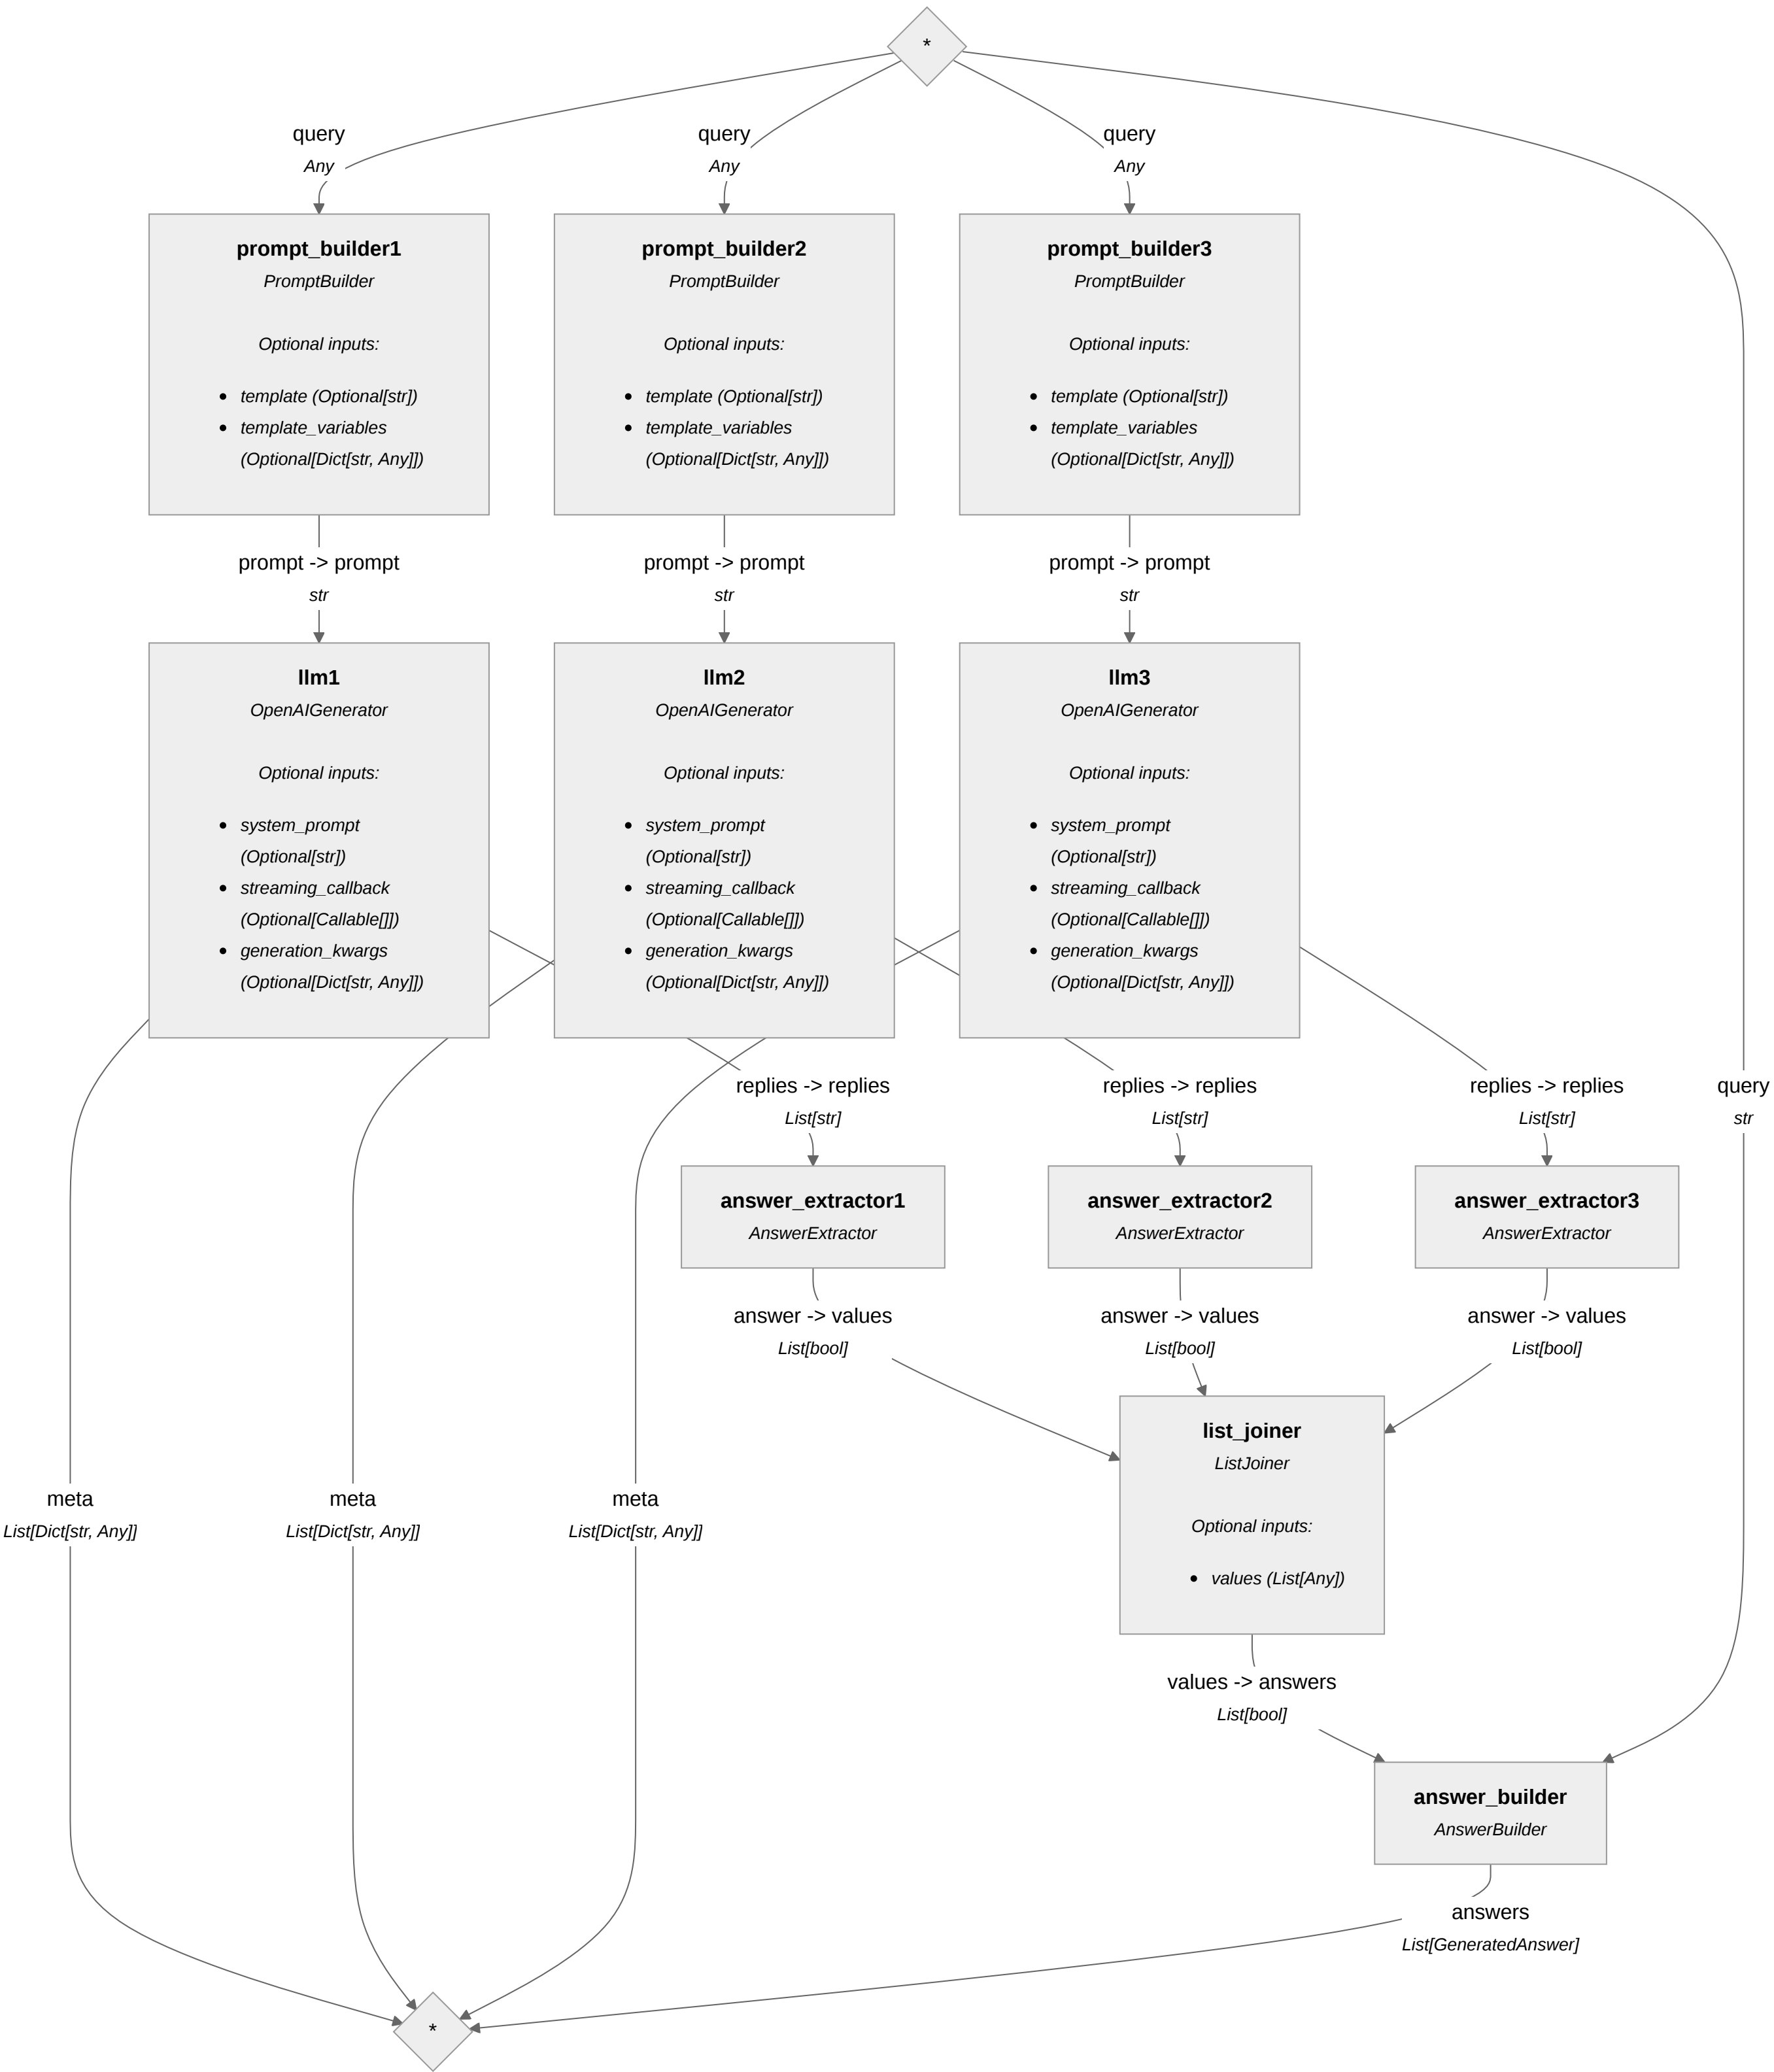 *
query
Any
query
Any
query
Any
prompt_builder1
PromptBuilder
Optional inputs:
• template (Optional[str])
• template_variables
(Optional[Dict[str, Any]])
prompt_builder2
PromptBuilder
Optional inputs:
• template (Optional[str])
• template_variables
(Optional[Dict[str, Any]])
prompt_builder3
PromptBuilder
Optional inputs:
• template (Optional[str])
• template_variables
(Optional[Dict[str, Any]])
prompt -> prompt
str
prompt -> prompt
str
prompt -> prompt
str
llm1
OpenAIGenerator
Optional inputs:
• system_prompt
(Optional[str])
• streaming_callback
(Optional[Callable[]])
• generation_kwargs
(Optional[Dict[str, Any]])
llm2
OpenAIGenerator
Optional inputs:
• system_prompt
(Optional[str])
• streaming_callback
(Optional[Callable[]])
• generation_kwargs
(Optional[Dict[str, Any]])
llm3
OpenAIGenerator
Optional inputs:
• system_prompt
(Optional[str])
• streaming_callback
(Optional[Callable[]])
• generation_kwargs
(Optional[Dict[str, Any]])
replies -> replies
List[str]
replies -> replies
List[str]
replies -> replies
List[str]
query
str
answer_extractor1
AnswerExtractor
answer_extractor2
AnswerExtractor
answer_extractor3
AnswerExtractor
answer -> values
List[bool]
answer -> values
List[bool]
answer -> values
List[bool]
list_joiner
ListJoiner
Optional inputs:
• values (List[Any])
meta
List[Dict[str, Any]]
meta
List[Dict[str, Any]]
meta
List[Dict[str, Any]]
values -> answers
List[bool]
answer_builder
AnswerBuilder
answers
List[GeneratedAnswer]
*